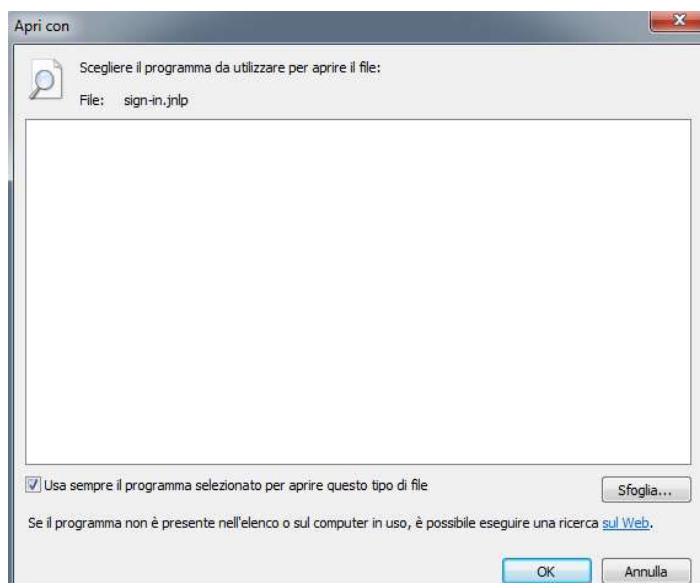 Apri con
Scegliere il programma da utilizzare per aprire il file:
File: sign-in.jnlp
Usa sempre il programma selezionato per aprire questo tipo di file
Sfoglia...
Se il programma non è presente nell'elenco o sul computer in uso, è possibile eseguire una ricerca sul Web.
OK Annulla